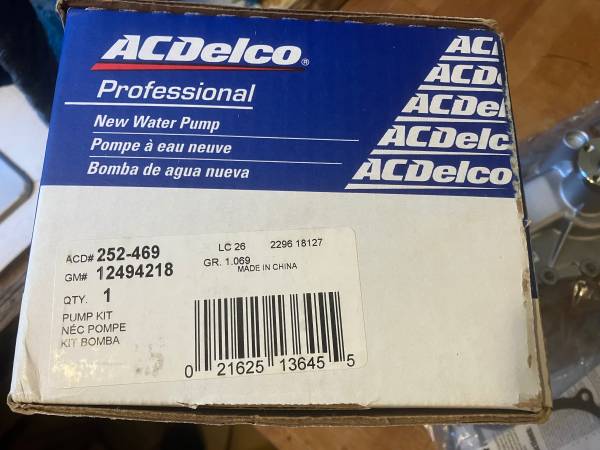 ACDelco®
Professional
New Water Pump
Pompe à eau neuve
Bomba de agua nueva
ACDelco
ACD# 252-469
GM# 12494218
QTY. 1
PUMP KIT
NÉC POMPE
KIT BOMBA
LC 26 2296 18127
GR. 1.069
MADE IN CHINA
0 21625 13645 5